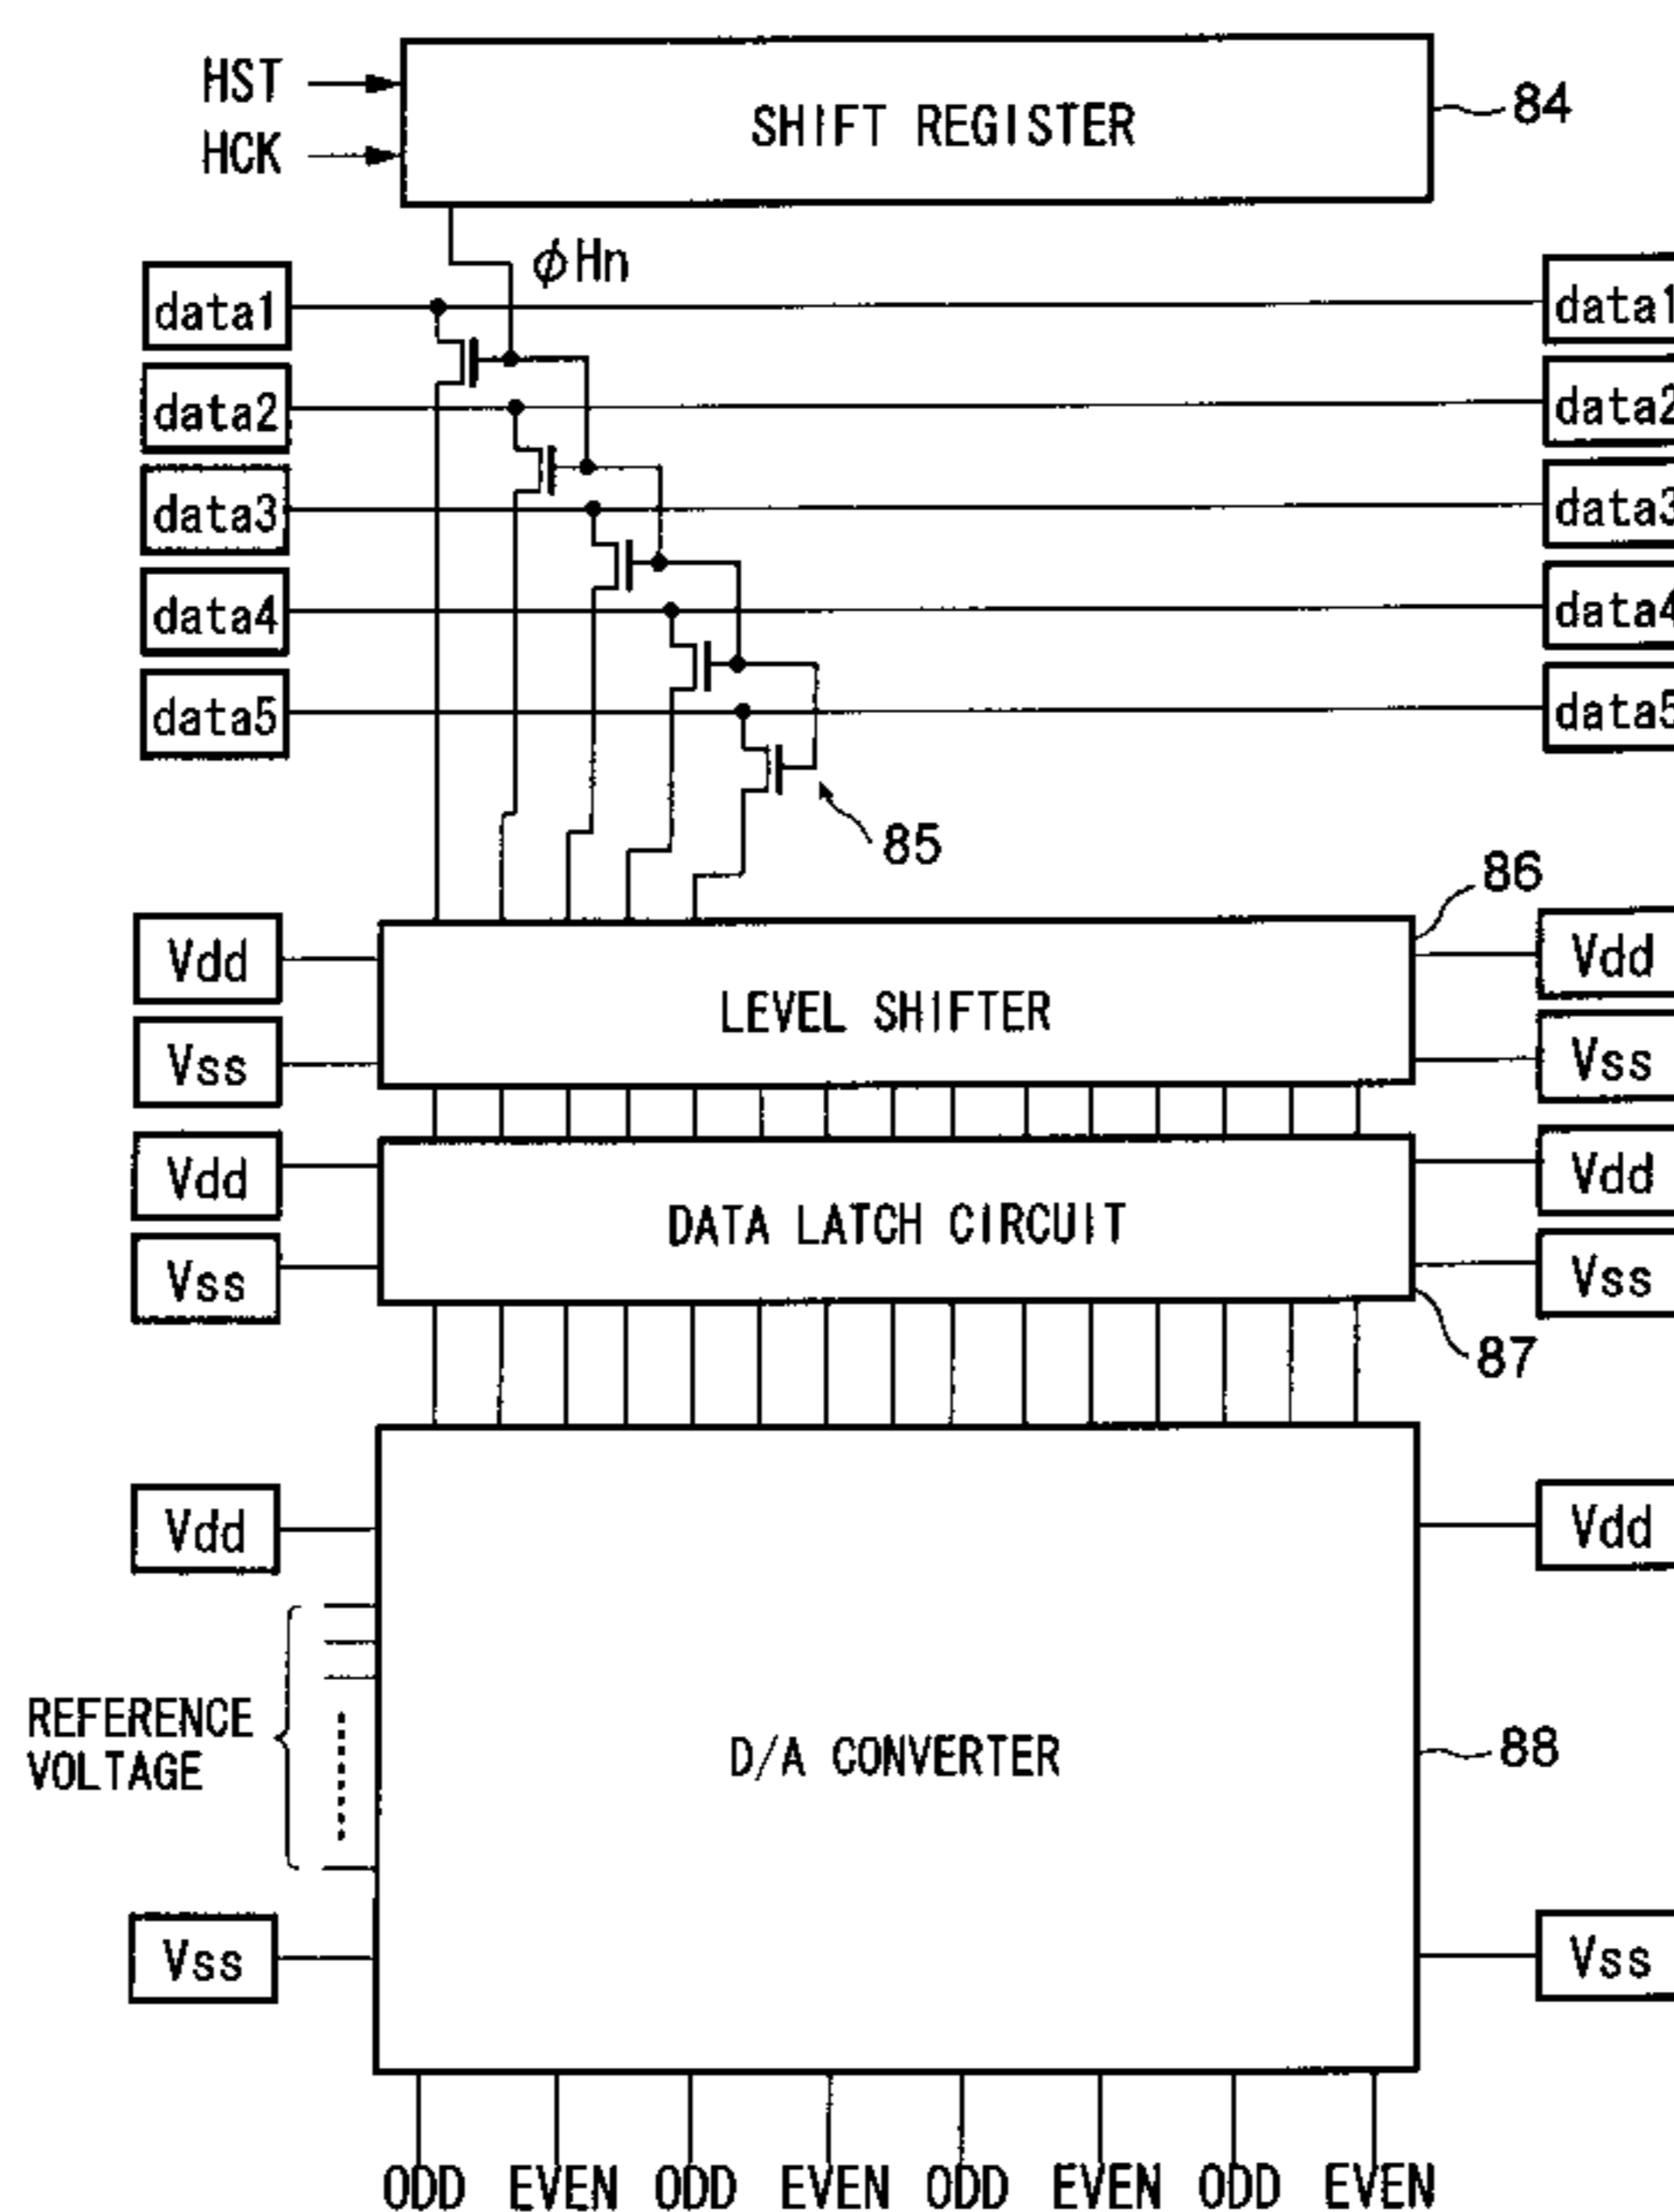 HST
SHIFT REGISTER
84
HCK
φHn
data1
data1
data2
data2
data3
data3
data4
data4
data5
data5
85
86
Vdd
Vdd
LEVEL SHIFTER
Vss
Vss
Vdd
Vdd
DATA LATCH CIRCUIT
Vss
Vss
87
Vdd
Vdd
REFERENCE
VOLTAGE
D/A CONVERTER
88
Vss
Vss
ODD EVEN ODD EVEN ODD EVEN ODD EVEN